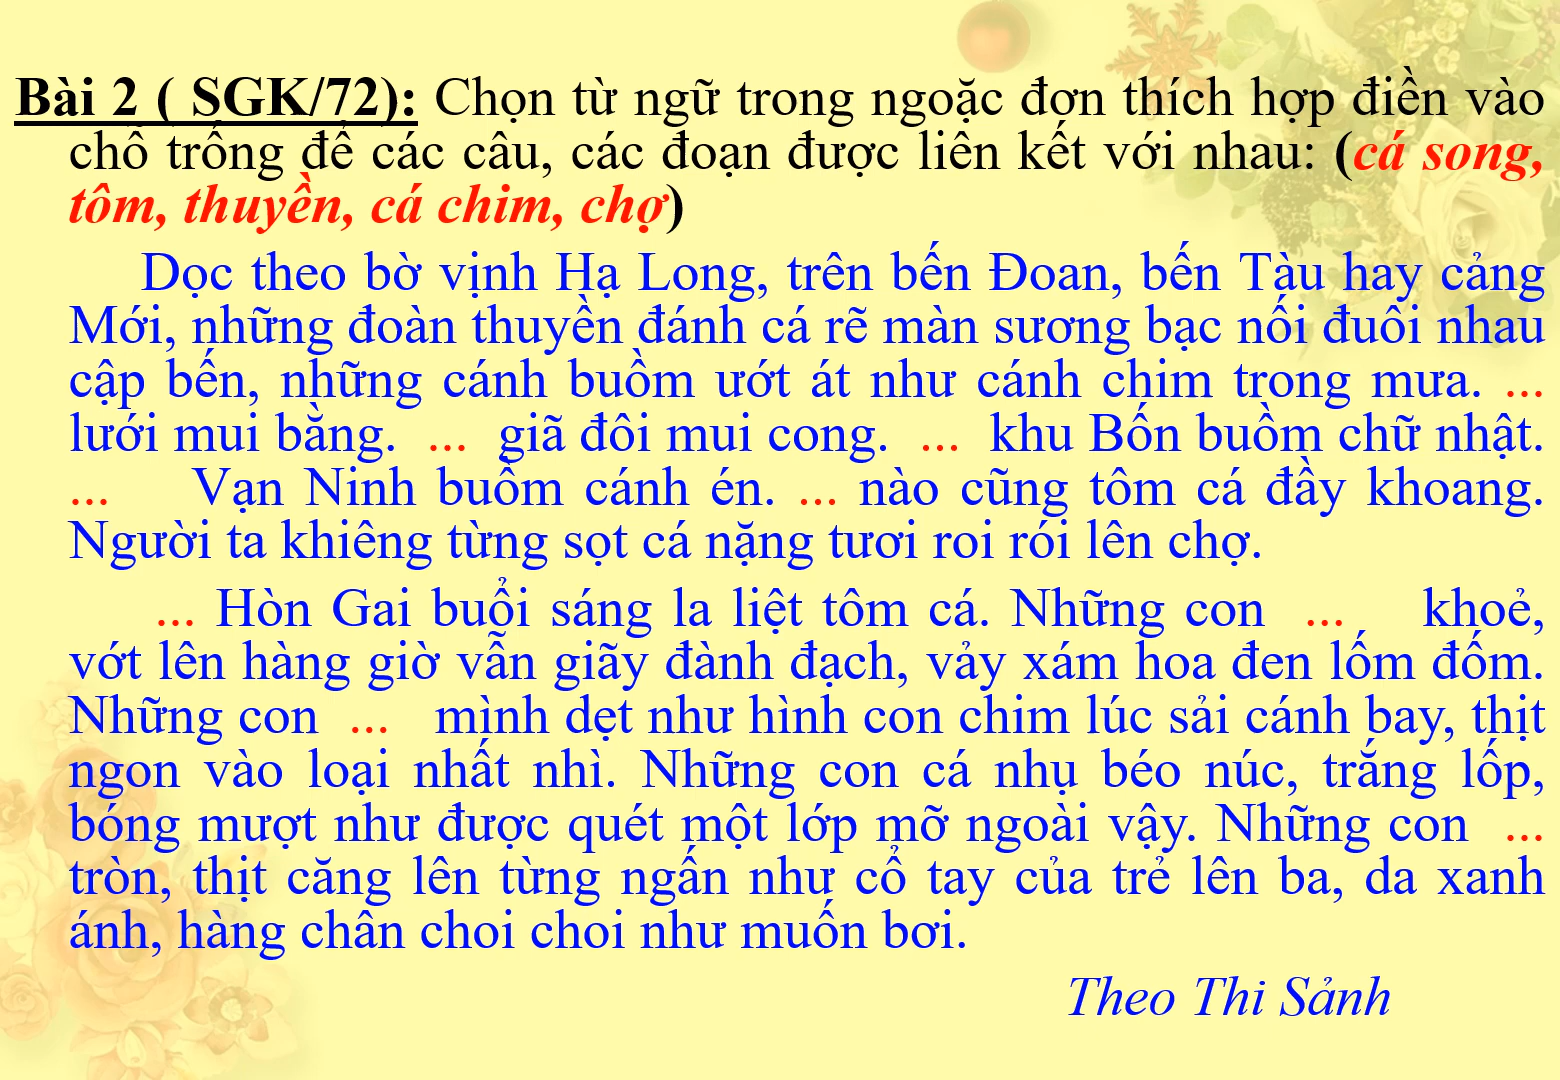 Bài 2 ( SGK/72): Chọn từ ngữ trong ngoặc đơn thích hợp điền vào
chỗ trống để các câu, các đoạn được liên kết với nhau: (cá song,
tôm, thuyền, cá chim, chợ)
Dọc theo bờ vịnh Hạ Long, trên bến Đoan, bến Tàu hay cảng
Mới, những đoàn thuyền đánh cá rẽ màn sương bạc nối đuôi nhau
cập bến, những cánh buồm ướt át như cánh chim trong mưa. ...
lưới mui bằng. ... giã đôi mui cong. ... khu Bốn buồm chữ nhật.
... Vạn Ninh buồm cánh én. ... nào cũng tôm cá đầy khoang.
Người ta khiêng từng sọt cá nặng tươi roi rói lên chợ.
... Hòn Gai buổi sáng la liệt tôm cá. Những con ... khoẻ,
vớt lên hàng giờ vẫn giãy đành đạch, vảy xám hoa đen lốm đốm.
Những con ... mình dẹt như hình con chim lúc sải cánh bay, thịt
ngon vào loại nhất nhì. Những con cá nhụ béo núc, trắng lốp,
bóng mượt như được quét một lớp mỡ ngoài vậy. Những con ...
tròn, thịt căng lên từng ngấn như cổ tay của trẻ lên ba, da xanh
ánh, hàng chân choi choi như muốn bơi.
Theo Thi Sảnh